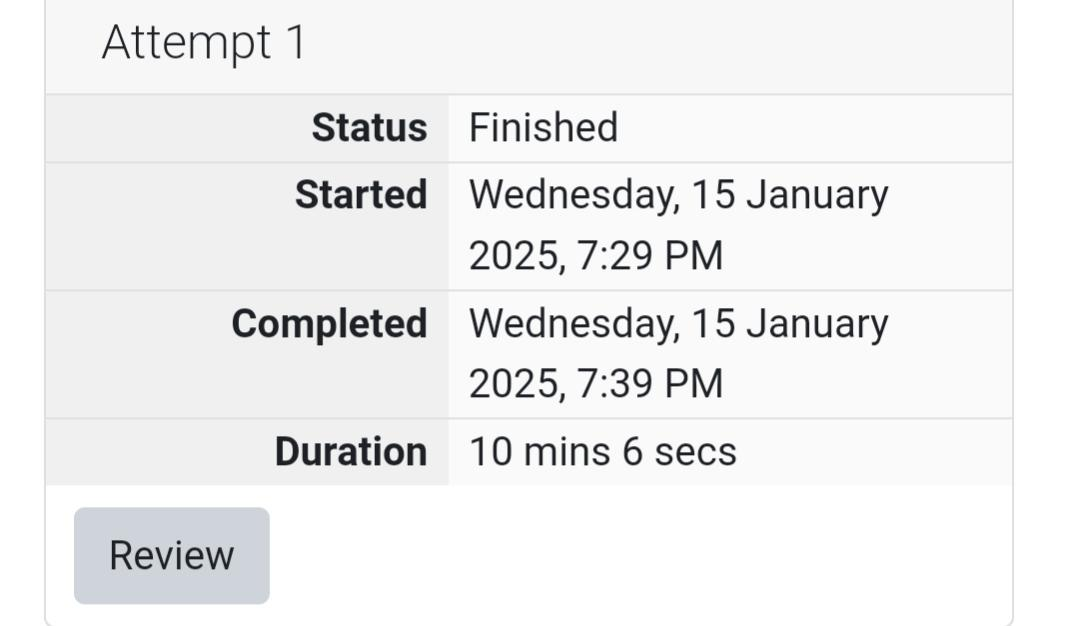 Attempt 1
Status Finished
Started Wednesday, 15 January
2025, 7:29 PM
Completed Wednesday, 15 January
2025, 7:39 PM
Duration 10 mins 6 secs
Review